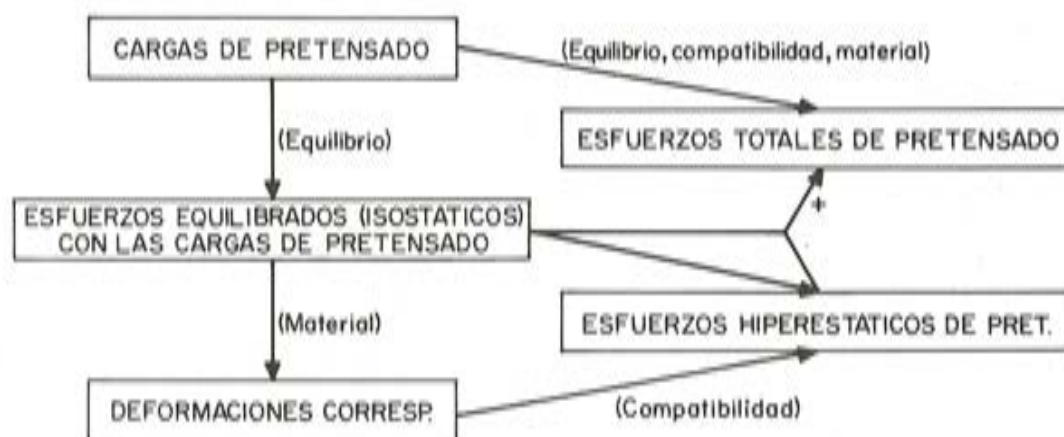 CARGAS DE PRETENSADO
(Equilibrio, compatibilidad, material)
(Equilibrio)
ESFUERZOS TOTALES DE PRETENSADO
+
ESFUERZOS EQUILIBRADOS (ISOSTATICOS)
CON LAS CARGAS DE PRETENSADO
(Material)
ESFUERZOS HIPERESTATICOS DE PRET.
DEFORMACIONES CORRESP.
(Compatibilidad)